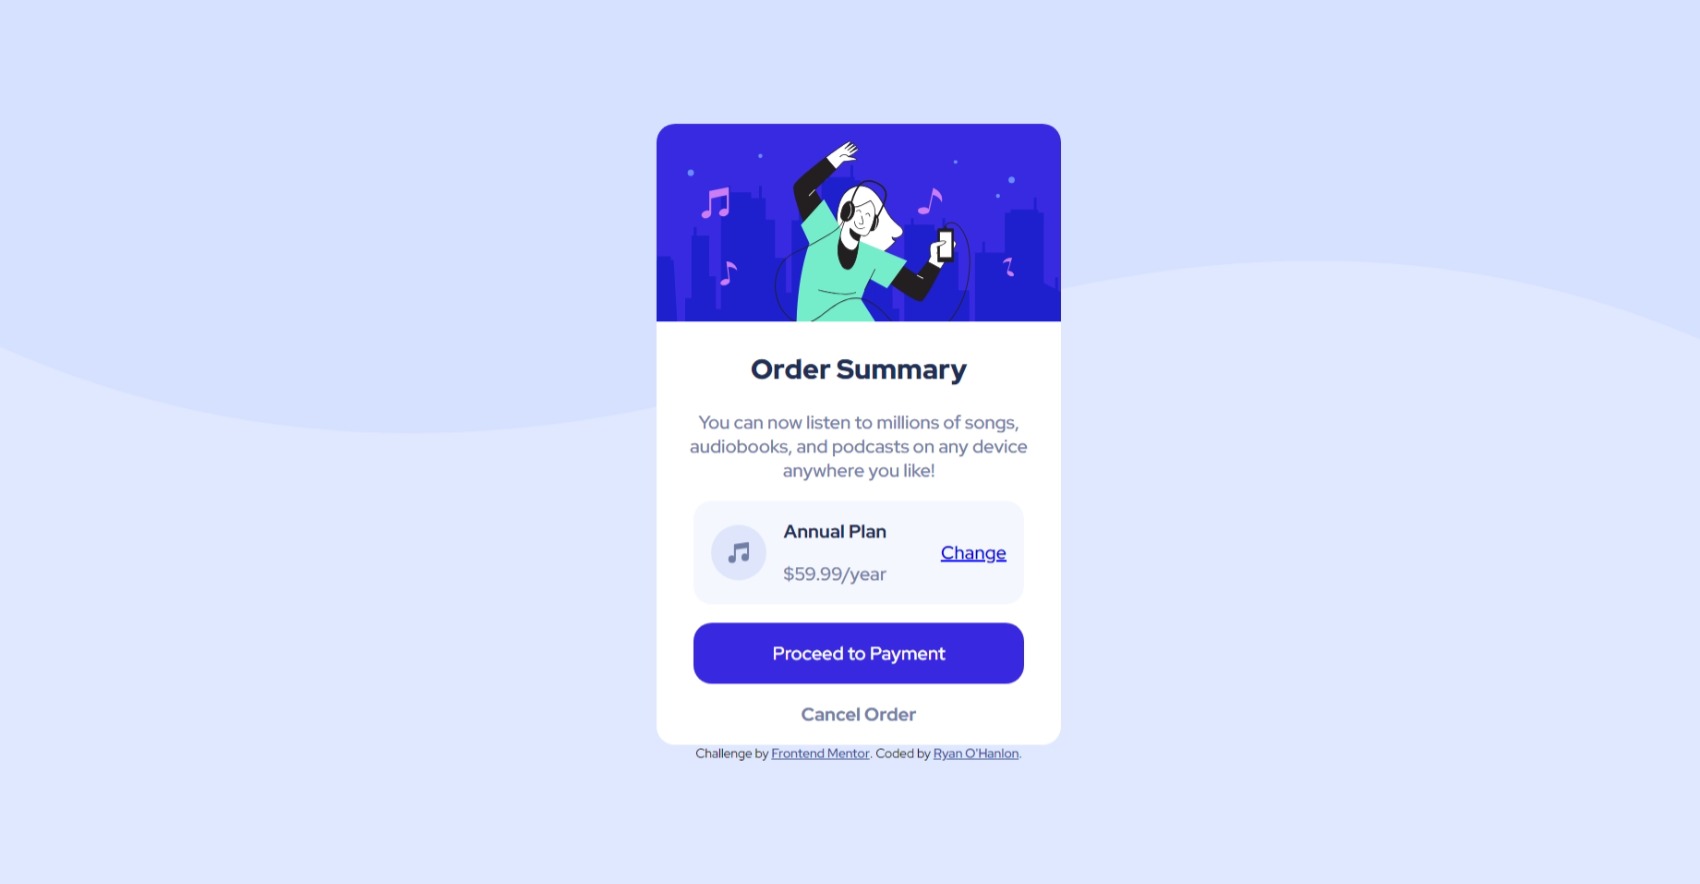 Order Summary
You can now listen to millions of songs,
audiobooks, and podcasts on any device
anywhere you like!
Annual Plan
$59.99/year
Change
Proceed to Payment
Cancel Order
Challenge by Frontend Mentor. Coded by Ryan O'Hanlon.